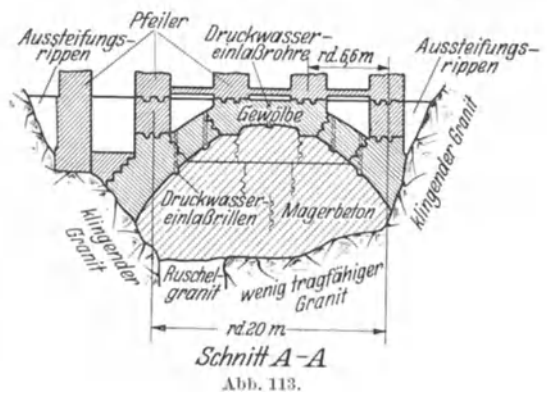 Pfeiler
Aussteifungs-
rippen
Druckwasser-
einlaßrohre
rd. 6,6 m
Aussteifungs-
rippen
Gewölbe
klingender
Granit
Druckwasser-
einlaßrillen
Magerbeton
klingender Granit
Ruschel-
granit
wenig tragfähiger
Granit
rd. 20 m
Schnitt A-A
Abb. 113.